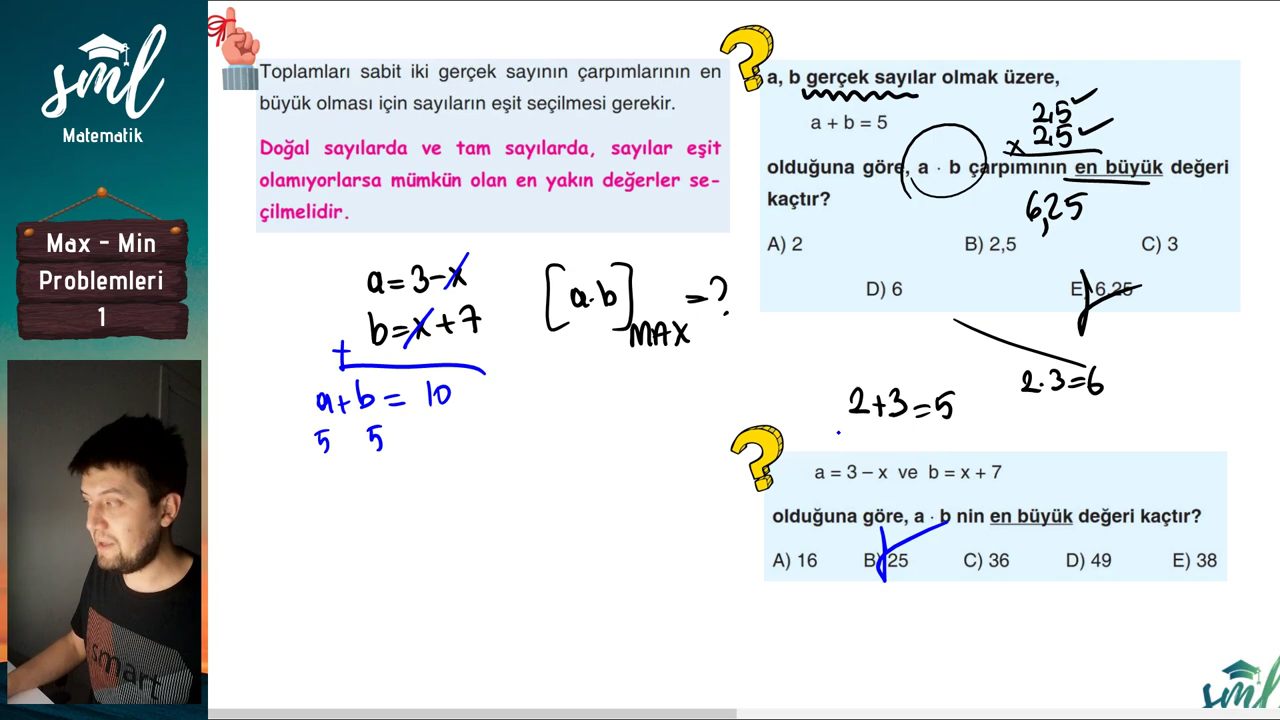 sml
Matematik
Max - Min
Problemleri
1
smart
Toplamları sabit iki gerçek sayının çarpımlarının en
büyük olması için sayıların eşit seçilmesi gerekir.
Doğal sayılarda ve tam sayılarda, sayılar eşit
olamıyorlarsa mümkün olan en yakın değerler se-
çilmelidir.
a = 3 - x
b = x + 7
+
a + b = 10
5 5
[a.b]MAX = ?
a, b gerçek sayılar olmak üzere,
a + b = 5
olduğuna göre, a · b çarpımının en büyük değeri
kaçtır?
2,5
2,5
x
6,25
A) 2 B) 2,5 C) 3
D) 6 E) 6,25
2.3=6
2+3=5
a = 3 – x ve b = x + 7
olduğuna göre, a · b nin en büyük değeri kaçtır?
A) 16 B) 25 C) 36 D) 49 E) 38
sml